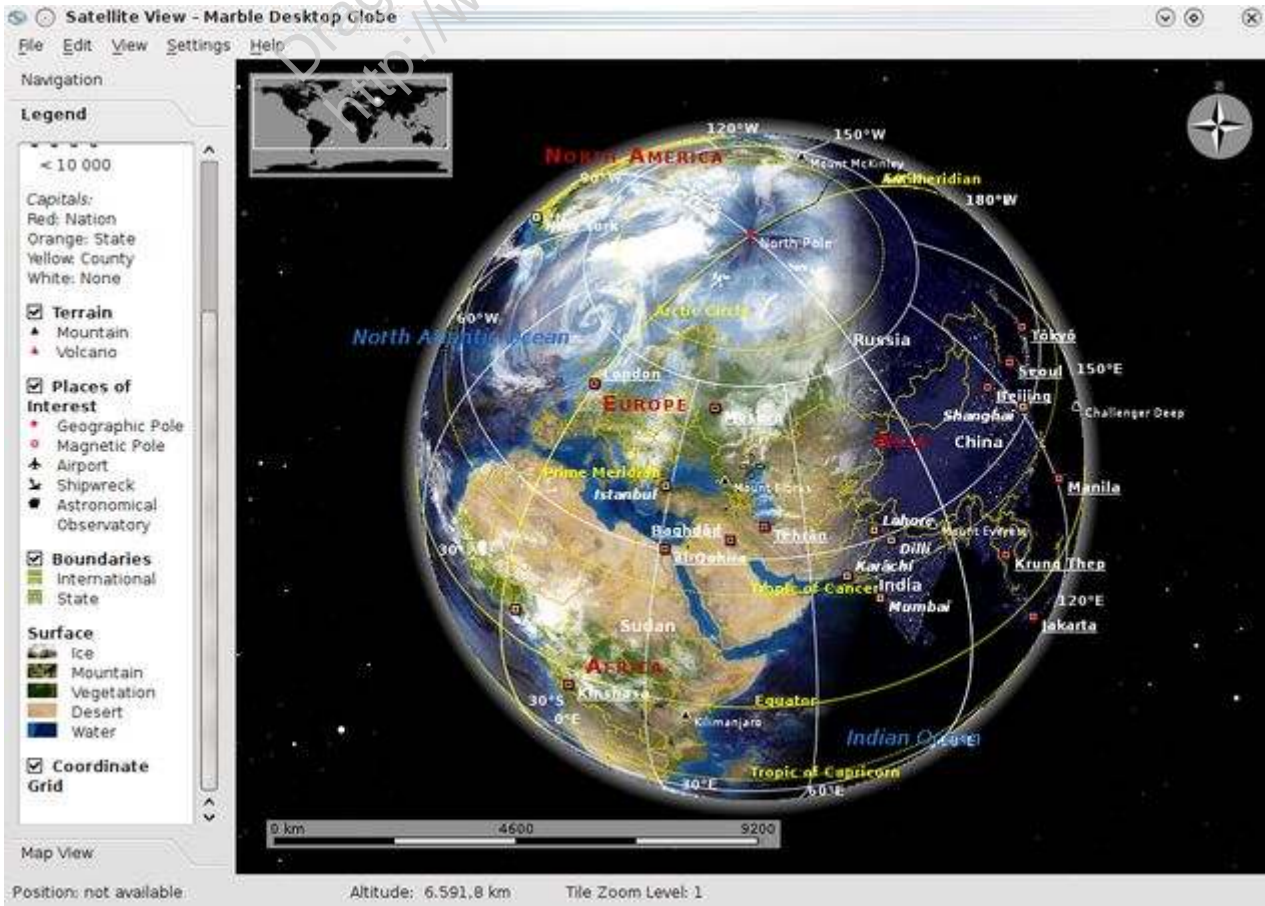 Satellite View - Marble Desktop Globe
File Edit View Settings Help
Navigation
Legend
< 10 000
Capitals:
Red: Nation
Orange: State
Yellow: County
White: None
Terrain
Mountain
Volcano
Places of
Interest
Geographic Pole
Magnetic Pole
Airport
Shipwreck
Astronomical
Observatory
Boundaries
International
State
Surface
Ice
Mountain
Vegetation
Desert
Water
Coordinate
Grid
Map View
120°W
150°W
NORTH AMERICA
Mount McKinley
180°W
New York
North Pole
Arctic Circle
60°W
North Atlantic Ocean
Russia
Tōkyō
London
Seoul
150°E
EUROPE
Beijing
Shanghai
Challenger Deep
China
Prime Meridian
Istanbul
Manila
Baghdād
Tehrān
Lahore
Mount Everest
Dilli
Krung Thep
Karāchi
Tropic of Cancer
India
Mumbai
120°E
Sudan
Jakarta
AFRICA
Kinshasa
30°S
0°E
Equator
Kilimanjaro
Indian Ocean
Tropic of Capricorn
30°E
60°E
0 km 4600 9200
Position: not available Altitude: 6.591,8 km Tile Zoom Level: 1